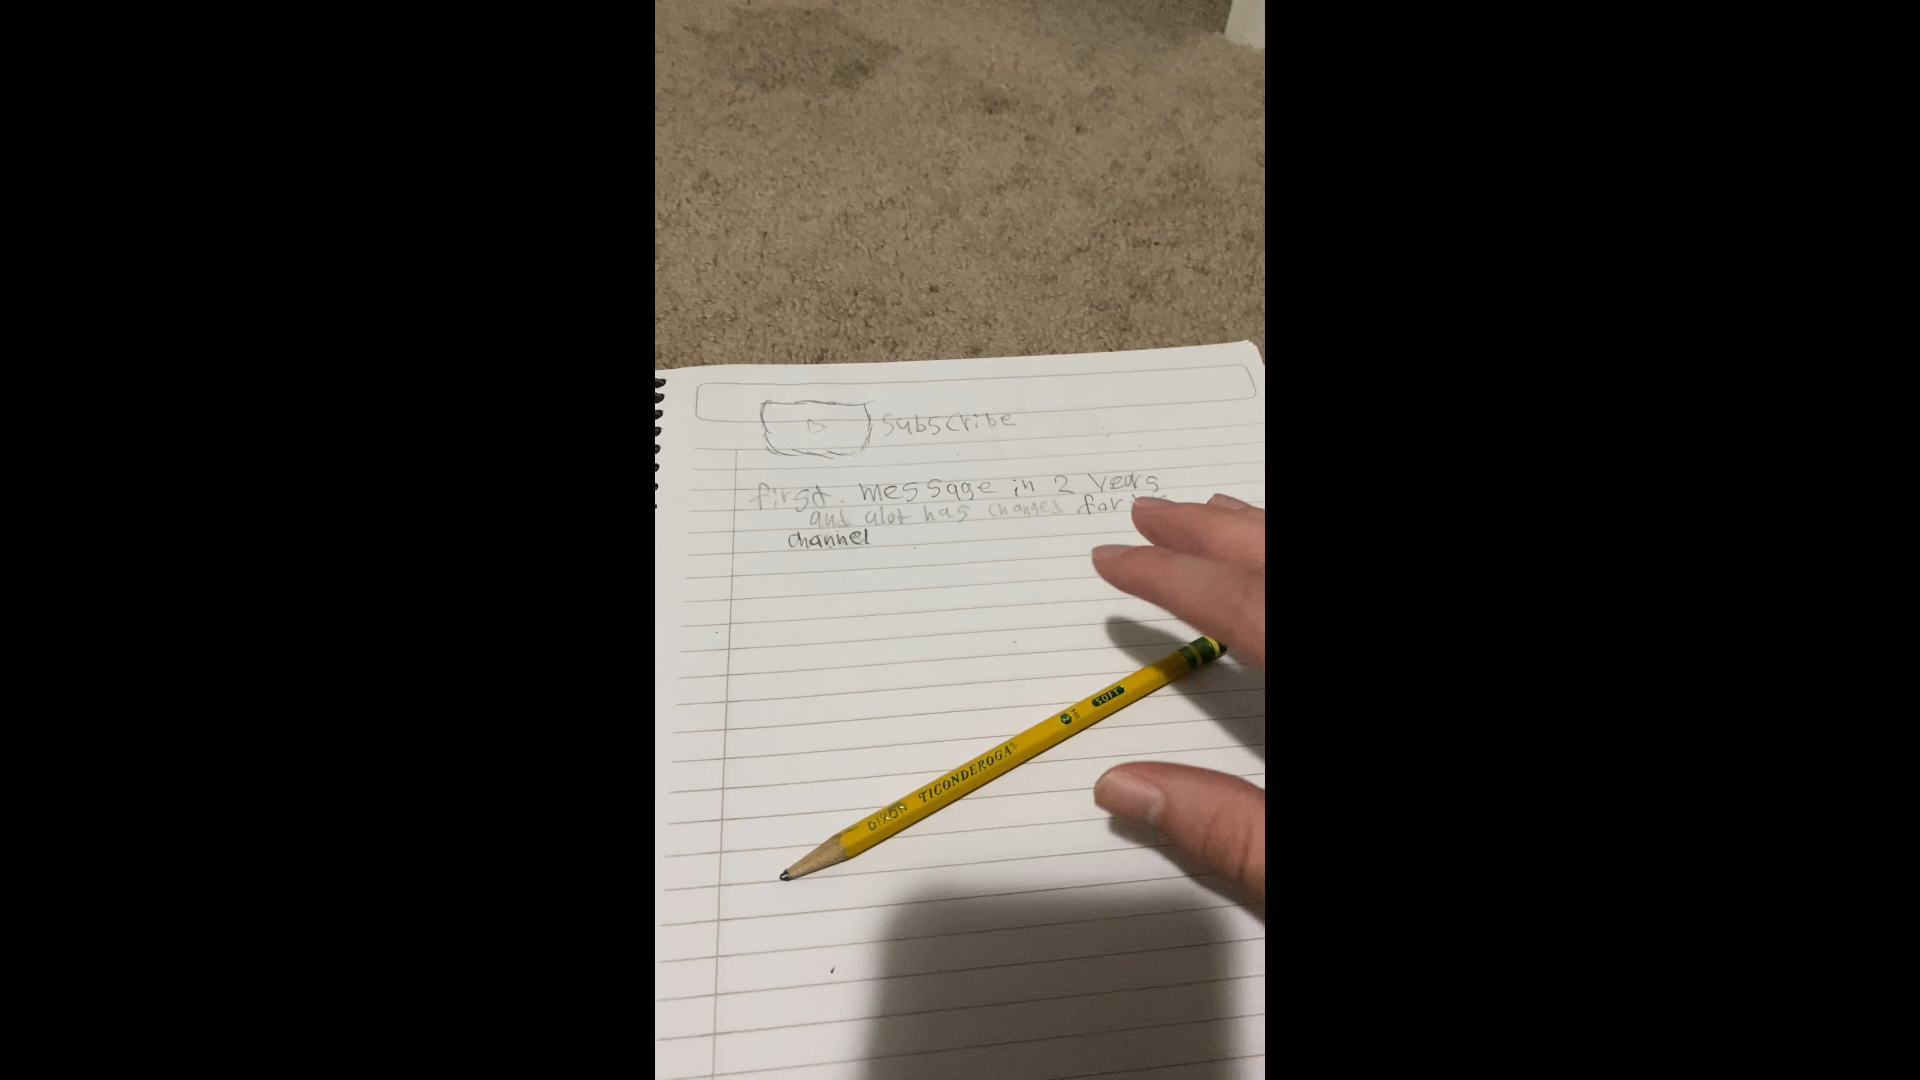 subscribe
first. message in 2 years
and alot has changes for
channel
DIXON TICONDEROGA®
SOFT